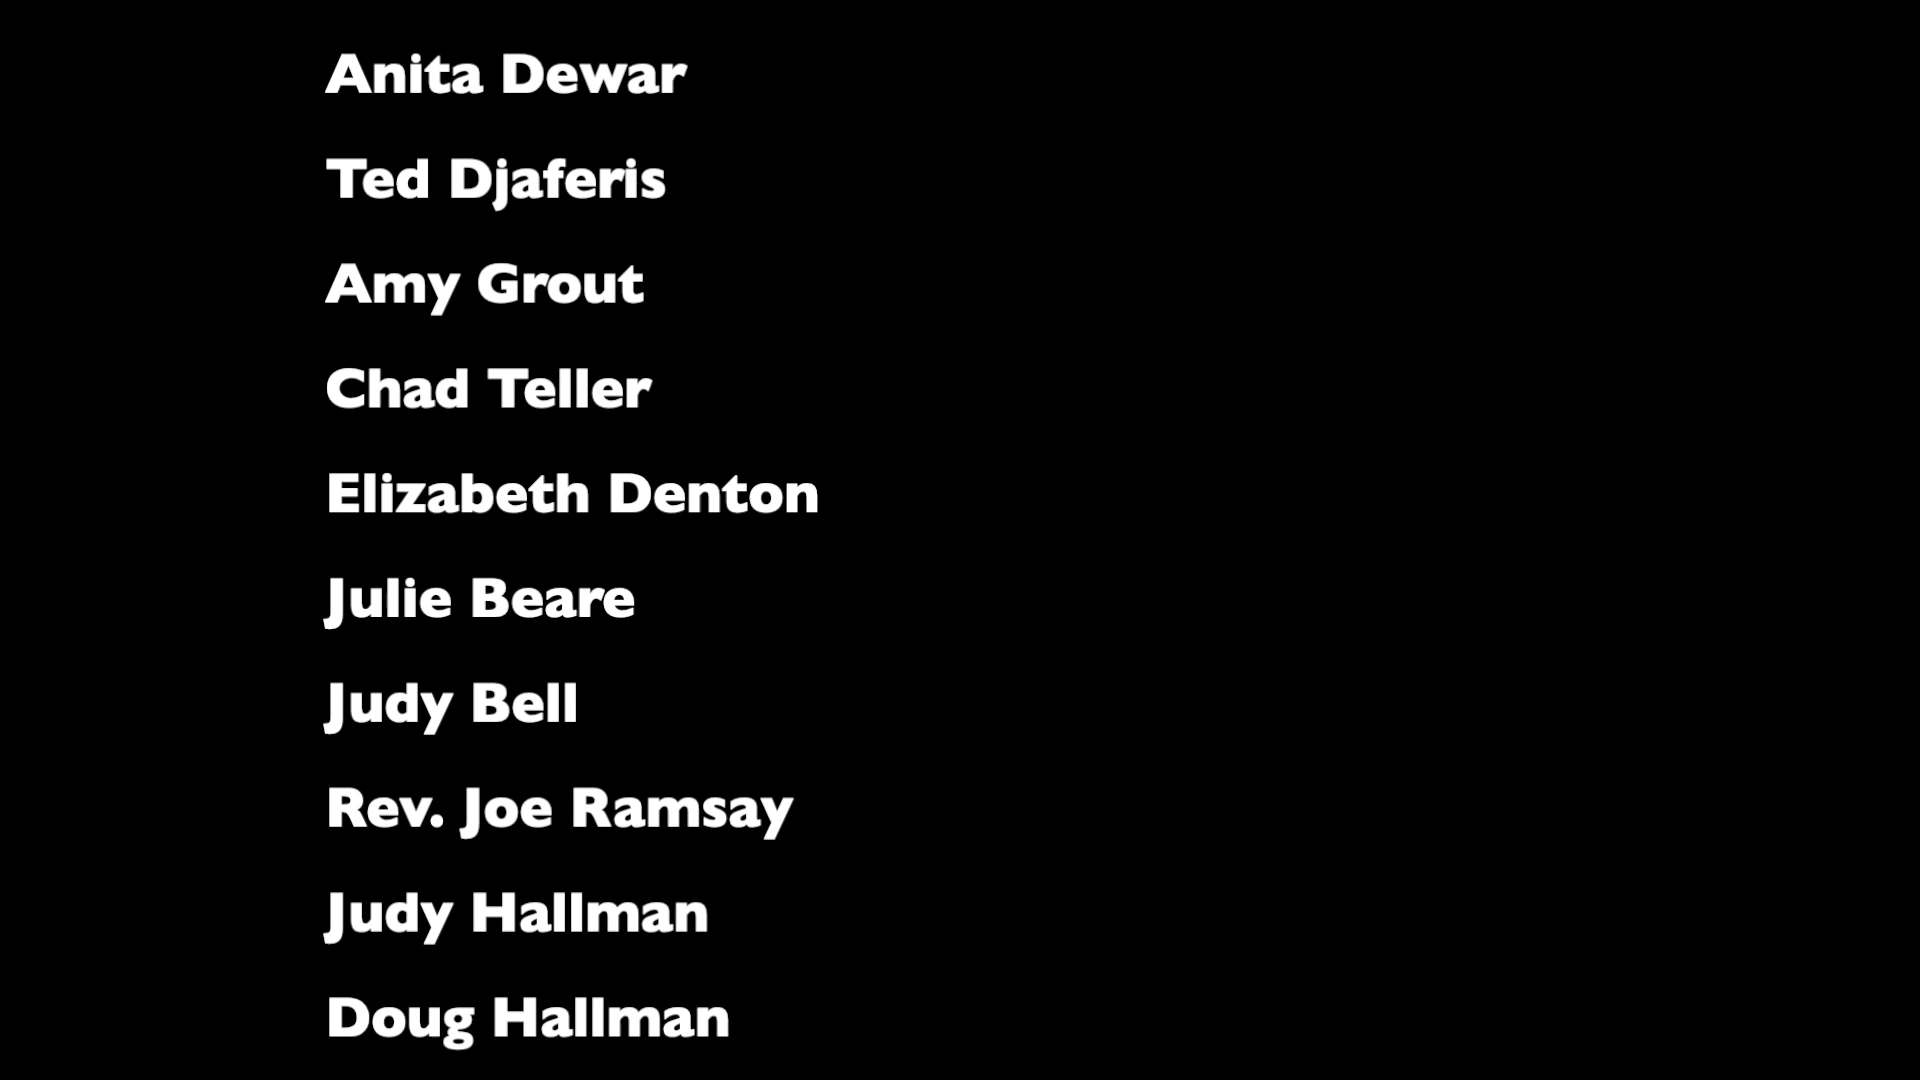 Anita Dewar
Ted Djaferis
Amy Grout
Chad Teller
Elizabeth Denton
Julie Beare
Judy Bell
Rev. Joe Ramsay
Judy Hallman
Doug Hallman